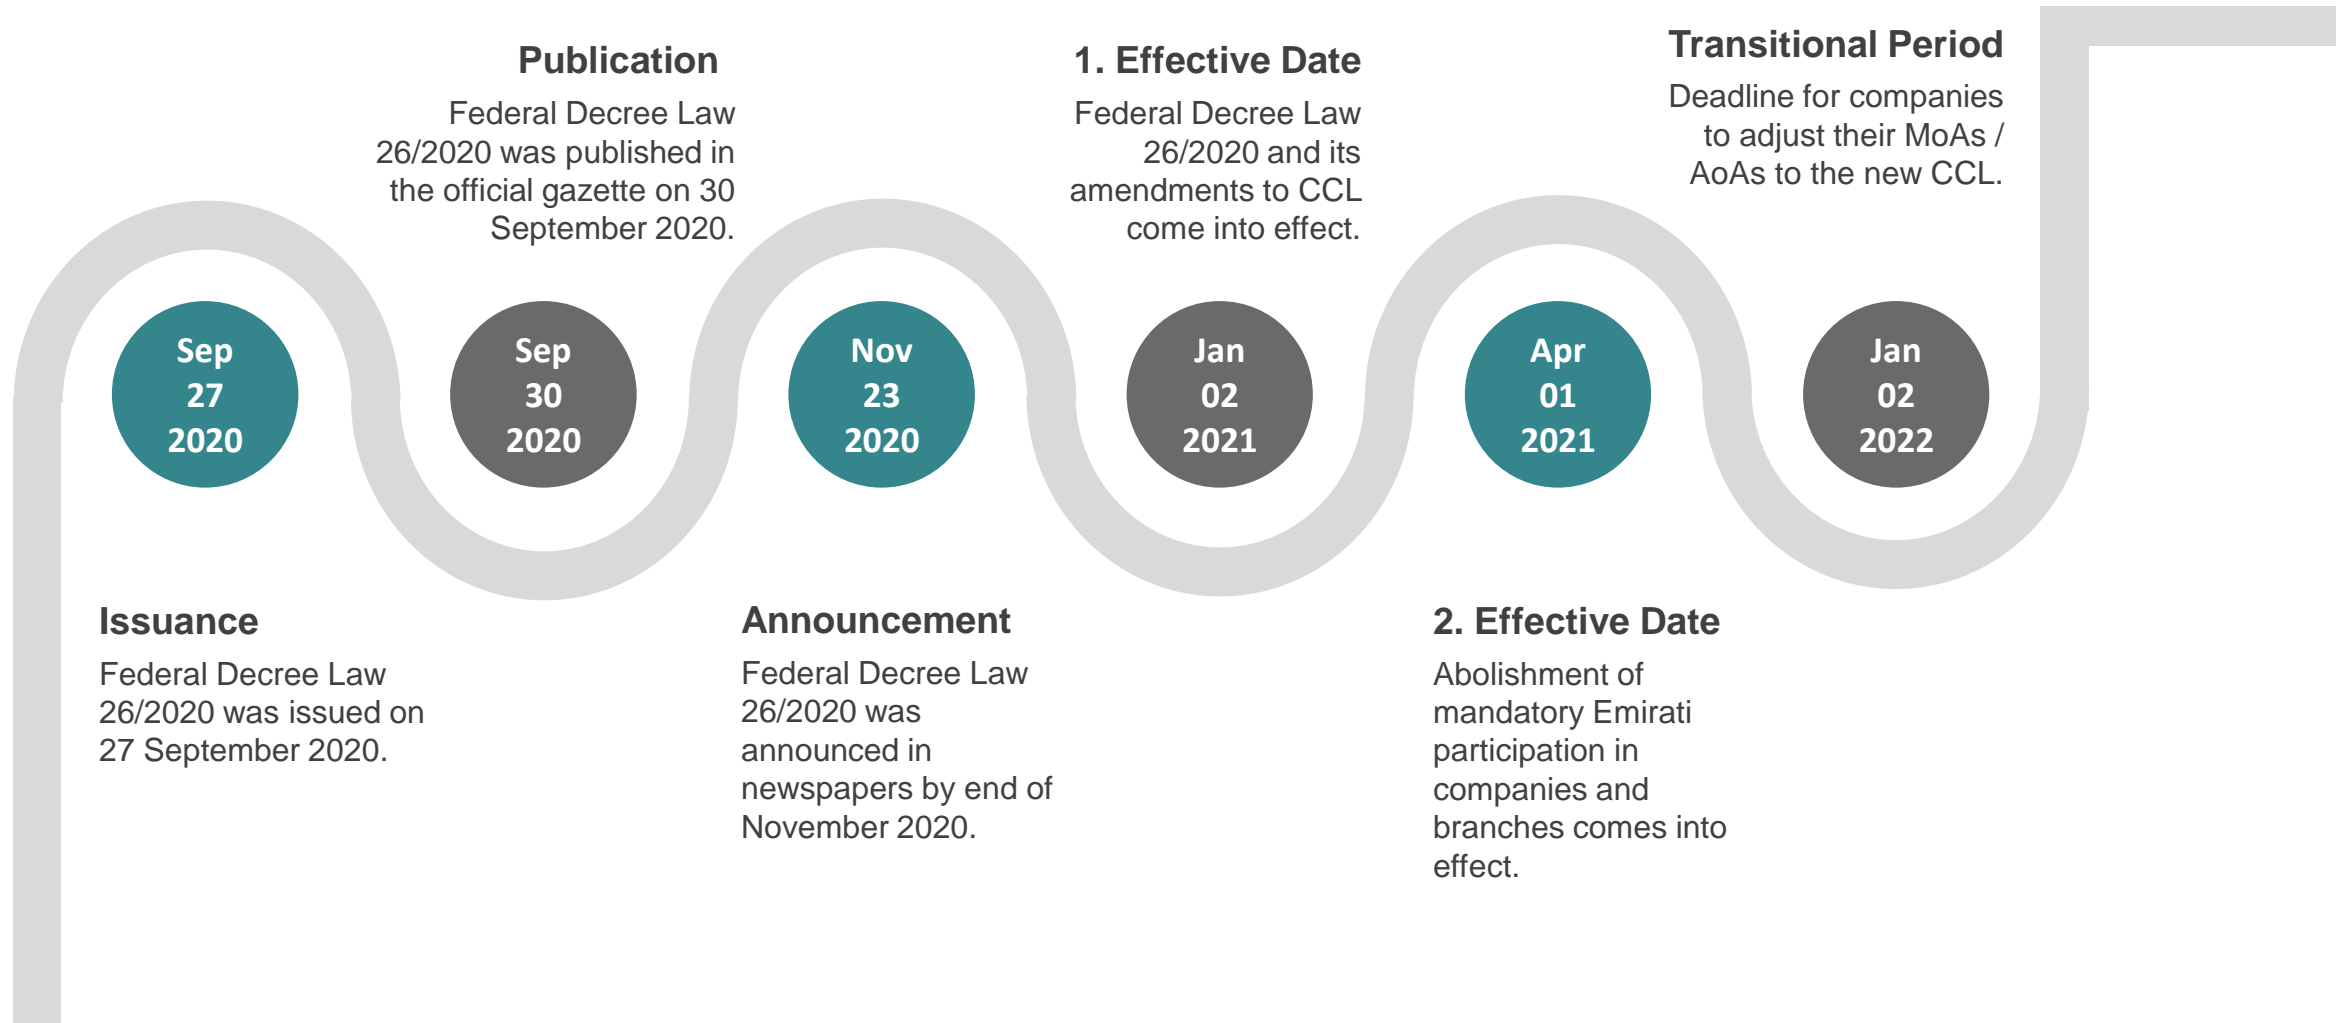 Publication
Federal Decree Law
26/2020 was published in
the official gazette on 30
September 2020.
1. Effective Date
Federal Decree Law
26/2020 and its
amendments to CCL
come into effect.
Transitional Period
Deadline for companies
to adjust their MoAs /
AoAs to the new CCL.
Sep
27
2020
Sep
30
2020
Nov
23
2020
Jan
02
2021
Apr
01
2021
Jan
02
2022
Issuance
Federal Decree Law
26/2020 was issued on
27 September 2020.
Announcement
Federal Decree Law
26/2020 was
announced in
newspapers by end of
November 2020.
2. Effective Date
Abolishment of
mandatory Emirati
participation in
companies and
branches comes into
effect.